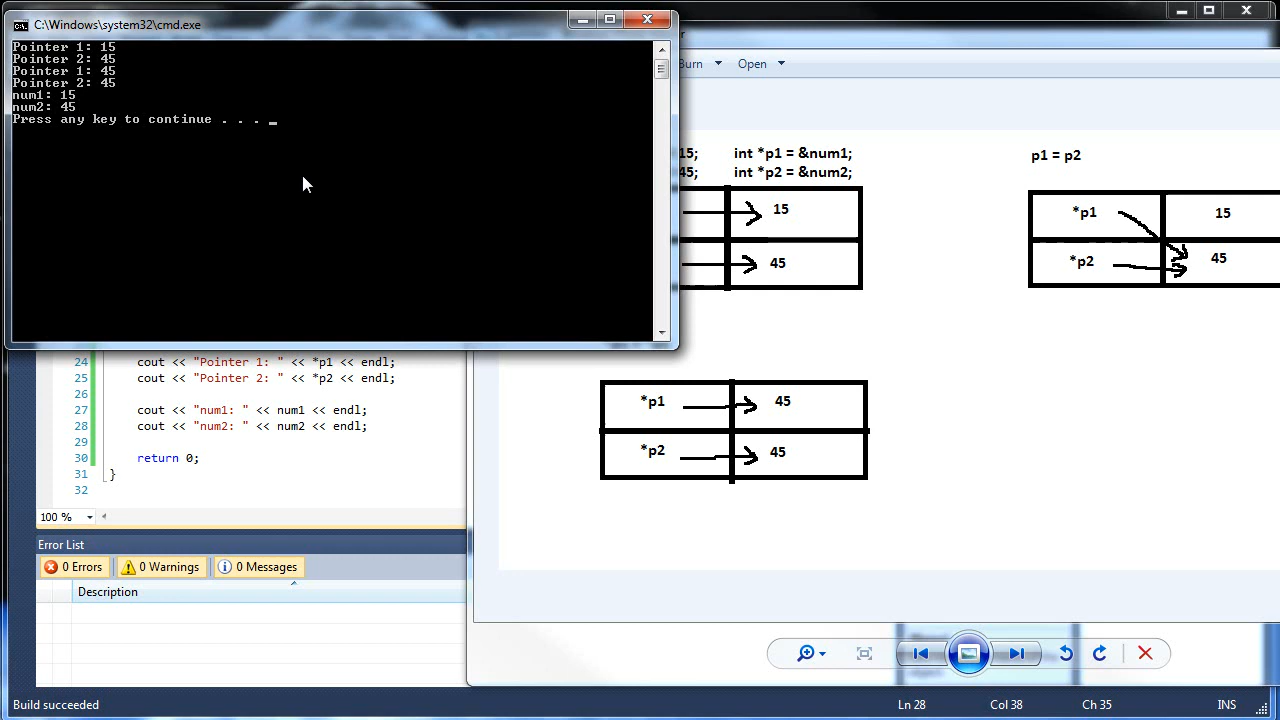 C:\Windows\system32\cmd.exe
Pointer 1: 15
Pointer 2: 45
Pointer 1: 45
Pointer 2: 45
num1: 15
num2: 45
Press any key to continue . . . _
Burn Open
15; int *p1 = &num1;
45; int *p2 = &num2;
15
45
p1 = p2
*p1 15
*p2 45
*p1 45
*p2 45
24 cout << "Pointer 1: " << *p1 << endl;
25 cout << "Pointer 2: " << *p2 << endl;
26
27 cout << "num1: " << num1 << endl;
28 cout << "num2: " << num2 << endl;
29
30 return 0;
31 }
32
100 %
Error List
0 Errors 0 Warnings 0 Messages
Description
Build succeeded Ln 28 Col 38 Ch 35 INS